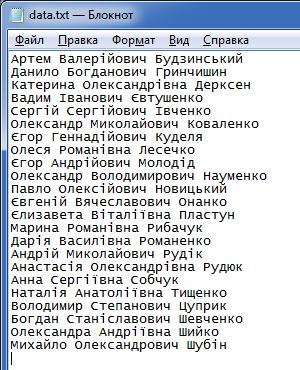 data.txt — Блокнот
Файл Правка Формат Вид Справка
Артем Валерійович Будзинський
Данило Богданович Гринчишин
Катерина Олександрівна Дерксен
Вадим Іванович Євтушенко
Сергій Сергійович Івченко
Олександр Миколайович Коваленко
Єгор Геннадійович Куделя
Олеся Романівна Лесечко
Єгор Андрійович Молодід
Олександр Володимирович Науменко
Павло Олексійович Новицький
Євгеній Вячеславович Онанко
Єлизавета Віталіївна Пластун
Марина Романівна Рибачук
Дарія Василівна Романенко
Андрій Миколайович Рудік
Анастасія Олександрівна Рудюк
Анна Сергіївна Собчук
Наталія Анатоліївна Тищенко
Володимир Степанович Цуприк
Богдан Станіславович Шевченко
Олександра Андріївна Шийко
Михайло Олександрович Шубін